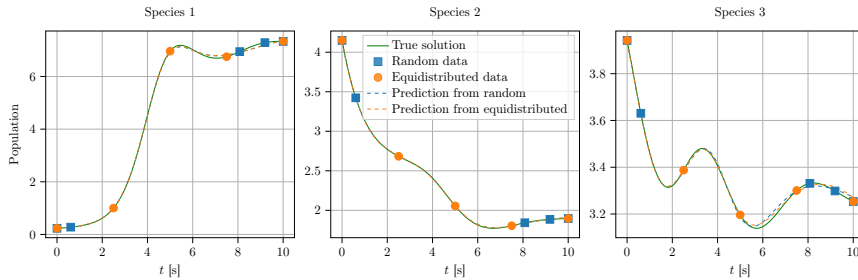 Species 1
Species 2
Species 3
Population
6
4
2
0
0
2
4
6
8
10
t [s]
4
3.5
3
2.5
2
0
2
4
6
8
10
t [s]
True solution
Random data
Equidistributed data
Prediction from random
Prediction from equidistributed
3.8
3.6
3.4
3.2
0
2
4
6
8
10
t [s]